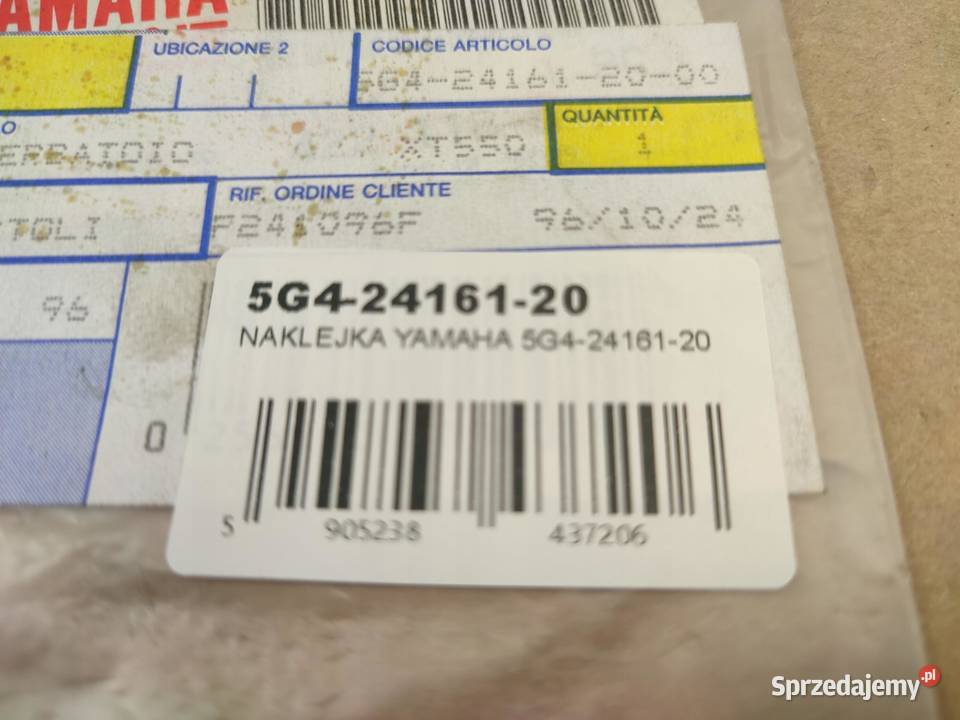 YAMAHA
UBICAZIONE 2
CODICE ARTICOLO
5G4-24161-20-00
QUANTITÀ
1
XT550
RIF. ORDINE CLIENTE
P241096F
96/10/24
96
0
5G4-24161-20
NAKLEJKA YAMAHA 5G4-24161-20
5 905238 437206
Sprzedajemy.pl